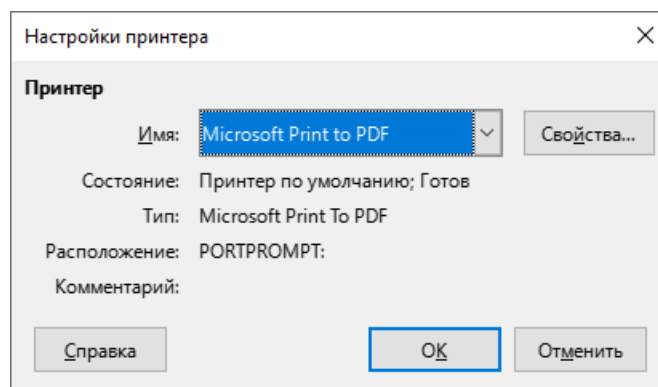 Настройки принтера
Принтер
Имя: Microsoft Print to PDF Свойства...
Состояние: Принтер по умолчанию; Готов
Тип: Microsoft Print To PDF
Расположение: PORTPROMPT:
Комментарий:
Справка OK Отменить